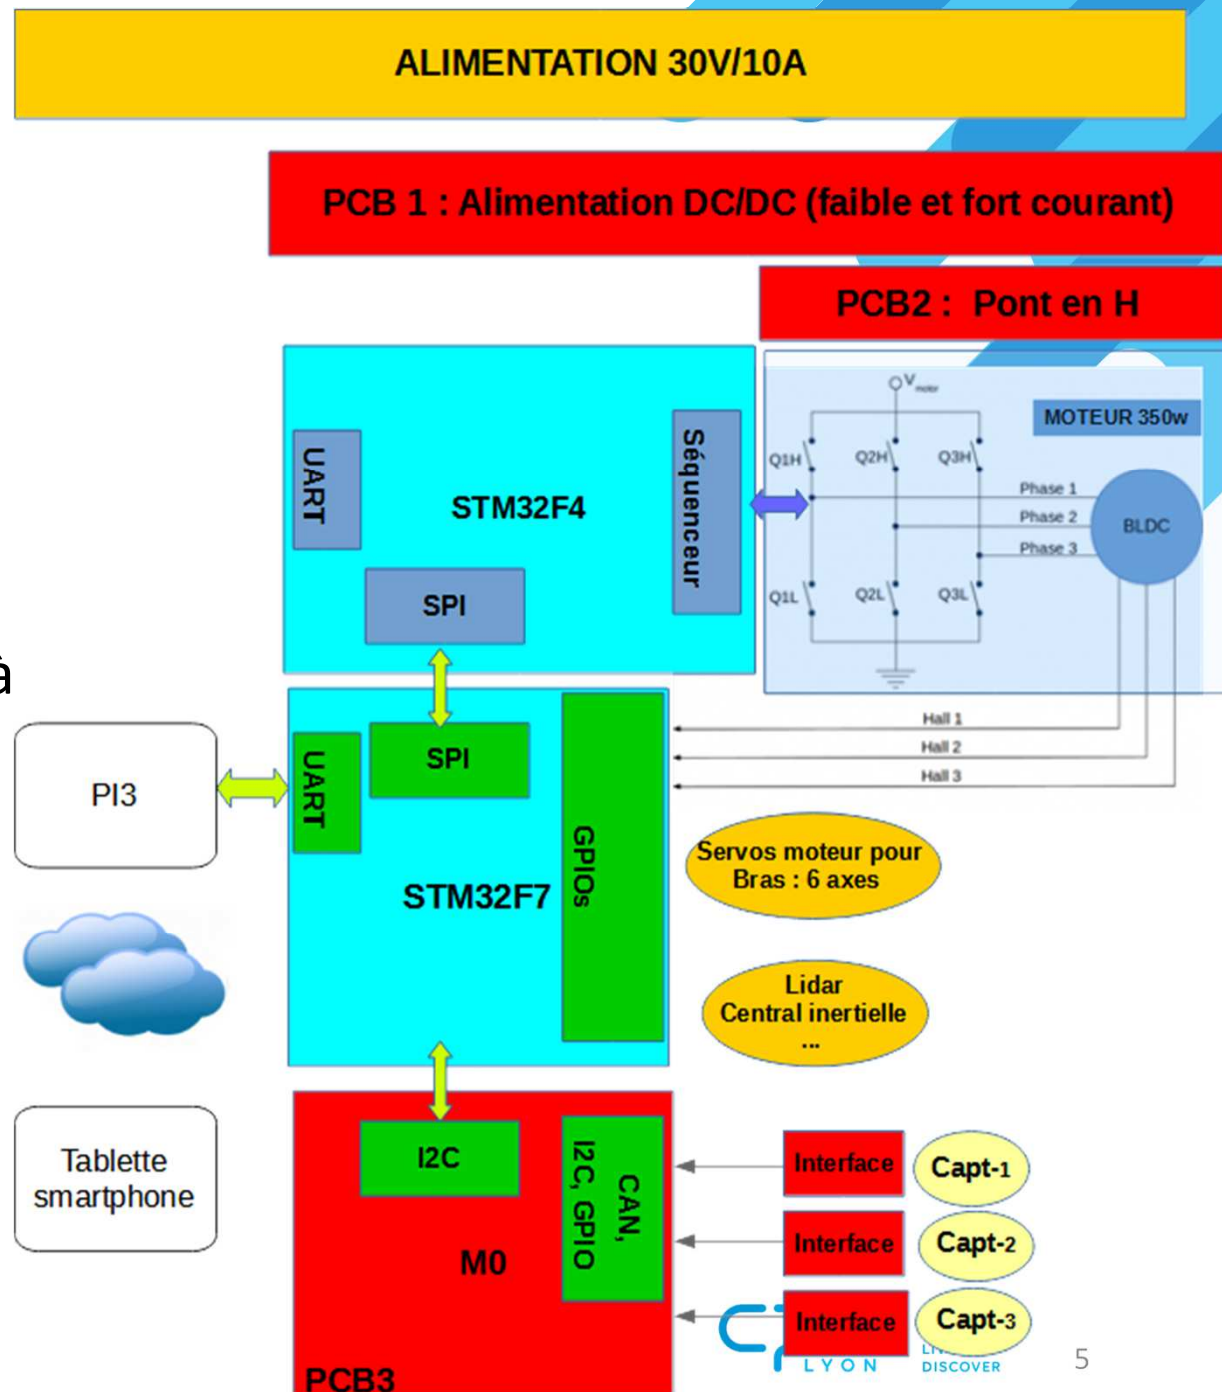 ALIMENTATION 30V/10A
PCB 1 : Alimentation DC/DC (faible et fort courant)
PCB2 : Pont en H
V motor
MOTEUR 350w
UART
STM32F4
Séquenceur
SPI
Q1H
Q2H
Q3H
Phase 1
Phase 2
Phase 3
BLDC
Q1L
Q2L
Q3L
à
PI3
UART
SPI
GPIOs
STM32F7
Hall 1
Hall 2
Hall 3
Servos moteur pour
Bras : 6 axes
Lidar
Central inertielle
...
Tablette
smartphone
I2C
CAN,
I2C, GPIO
M0
PCB3
Interface
Capt-1
Interface
Capt-2
Interface
Capt-3
LYON
DISCOVER
5